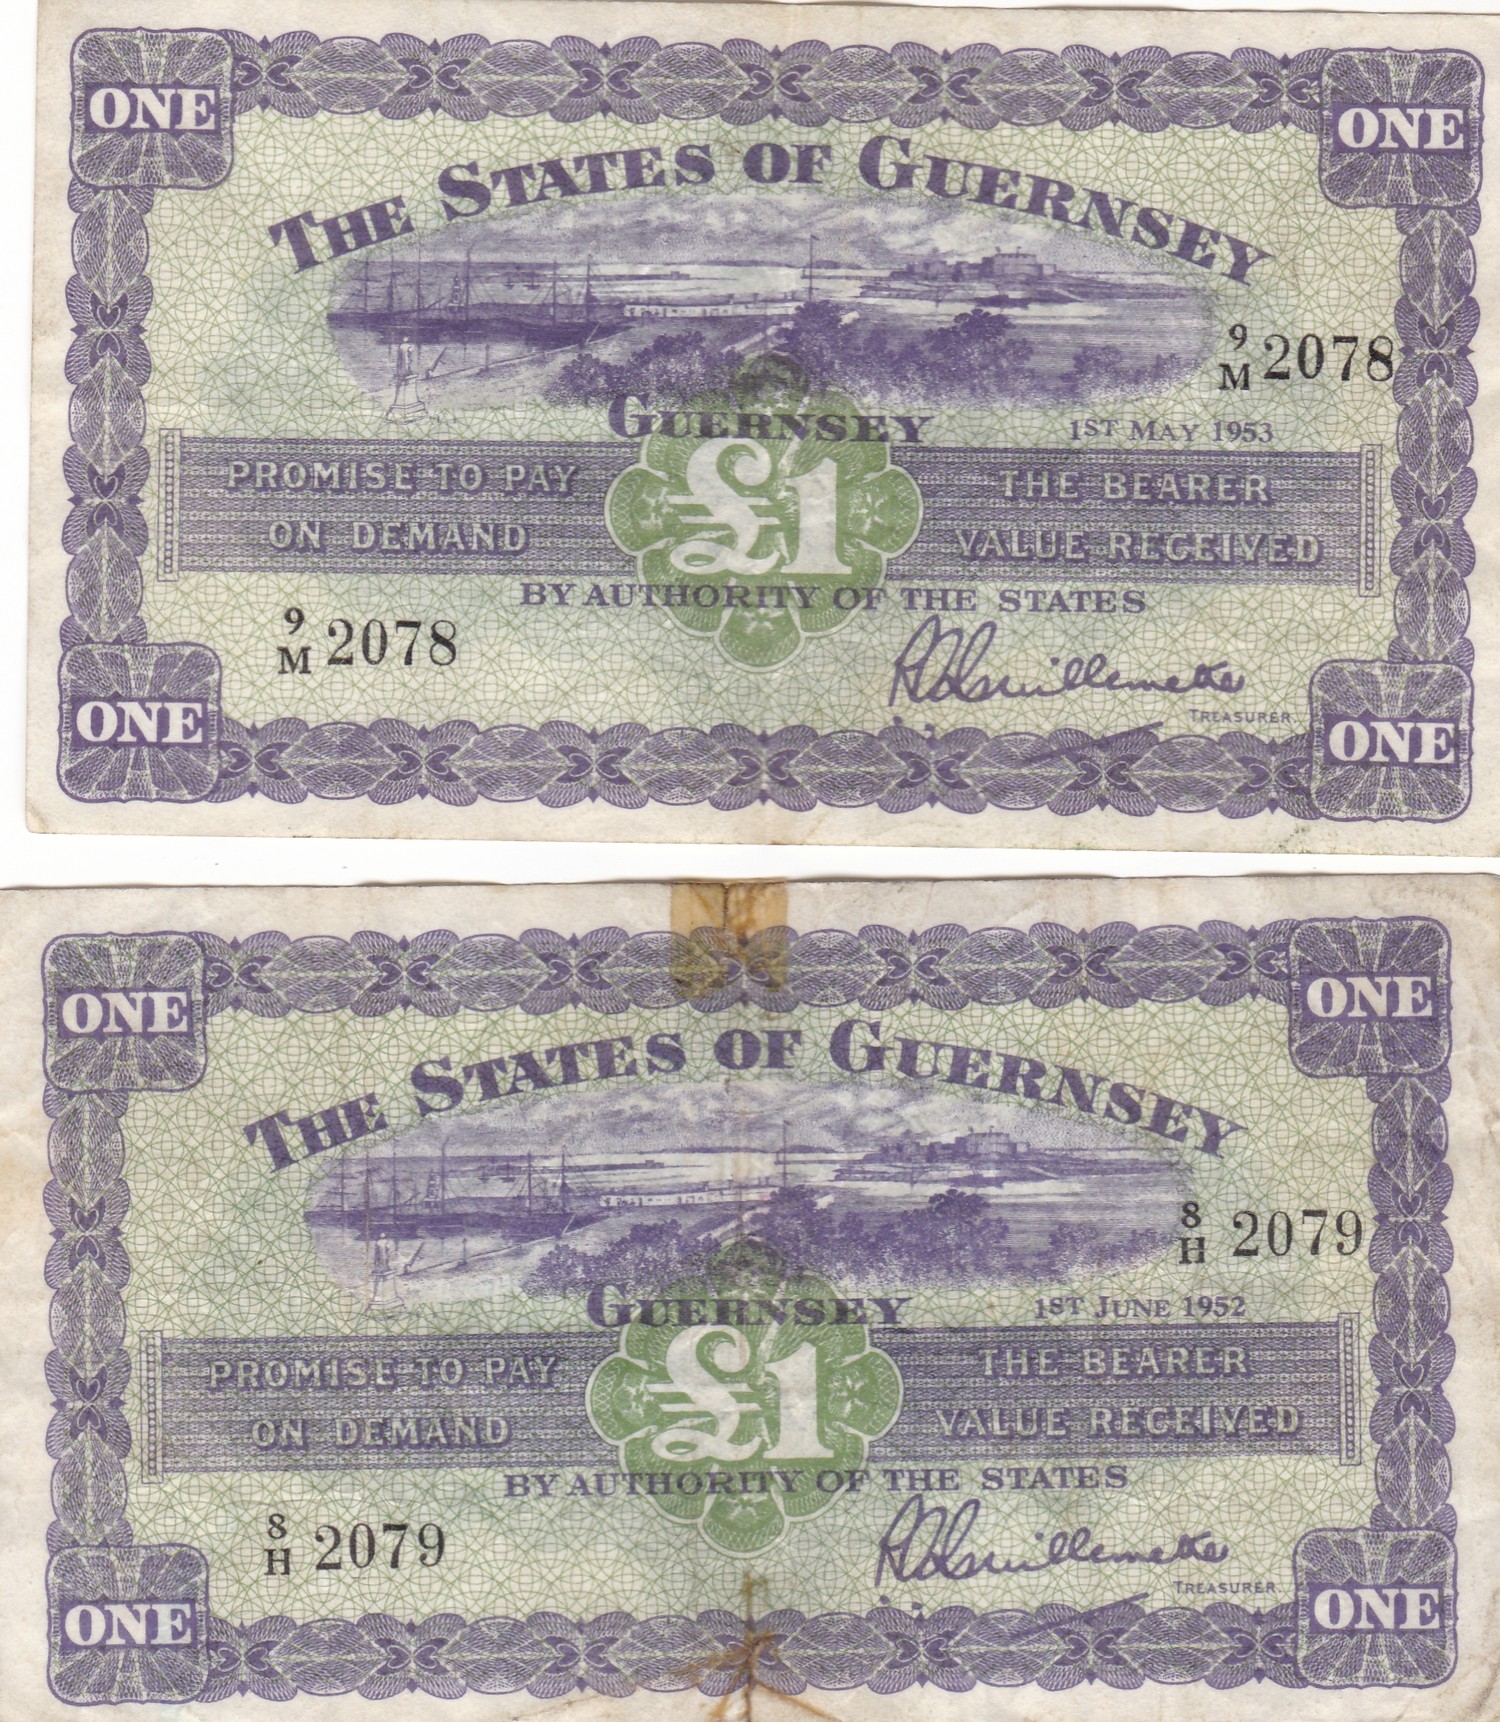 ONE
ONE
THE STATES OF GUERNSEY
9/M 2078
GUERNSEY
1ST MAY 1953
PROMISE TO PAY
£1
THE BEARER
ON DEMAND
VALUE RECEIVED
BY AUTHORITY OF THE STATES
9/M 2078
TREASURER.
ONE
ONE
ONE
ONE
THE STATES OF GUERNSEY
8/H 2079
GUERNSEY
1ST JUNE 1952
PROMISE TO PAY
£1
THE BEARER
ON DEMAND
VALUE RECEIVED
BY AUTHORITY OF THE STATES
8/H 2079
TREASURER.
ONE
ONE